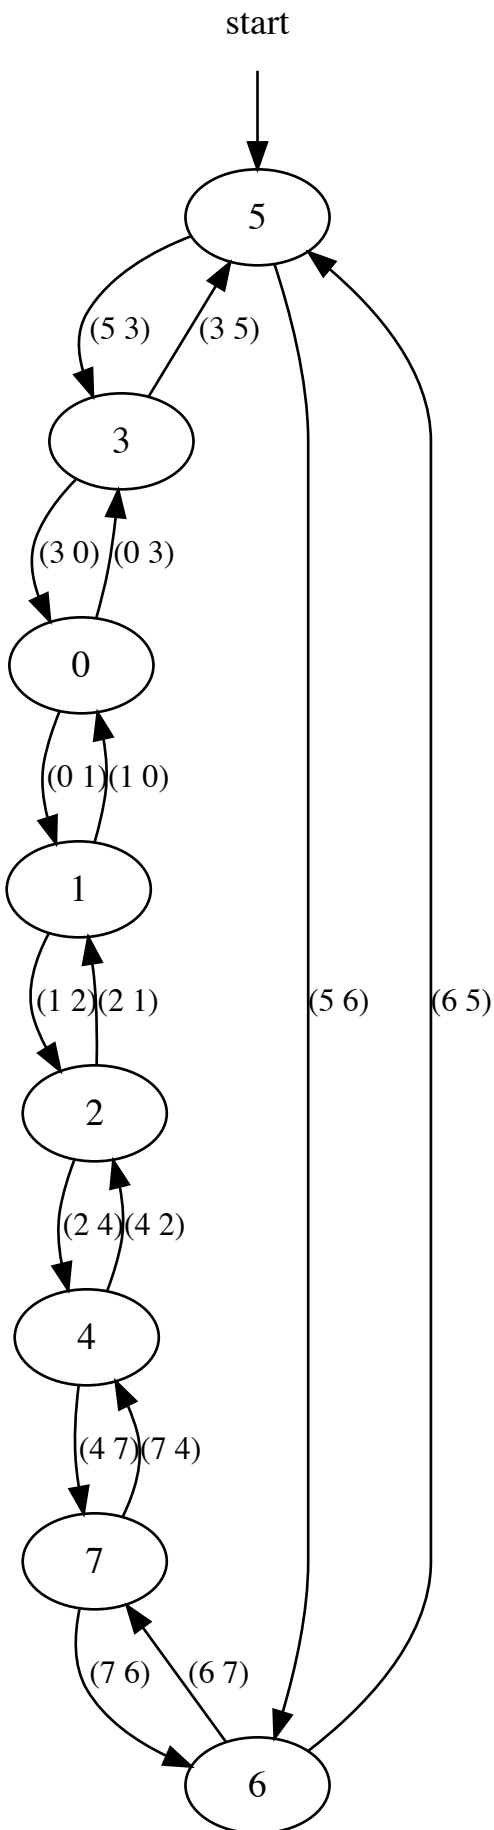 start
5
(5 3) (3 5)
3
(3 0) (0 3)
0
(0 1) (1 0)
1
(1 2) (2 1) (5 6) (6 5)
2
(2 4) (4 2)
4
(4 7) (7 4)
7
(7 6) (6 7)
6